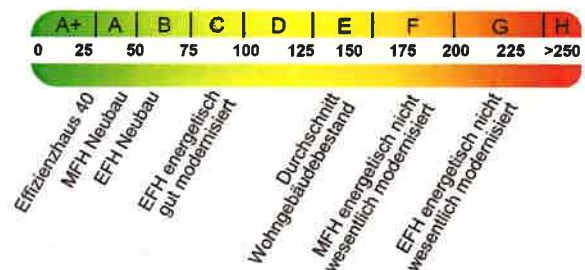 A+ A B C D E F G H
0 25 50 75 100 125 150 175 200 225 >250
Effizienzhaus 40
MFH Neubau
EFH Neubau
EFH energetisch
gut modernisiert
Durchschnitt
Wohngebäudebestand
MFH energetisch nicht
wesentlich modernisiert
EFH energetisch nicht
wesentlich modernisiert